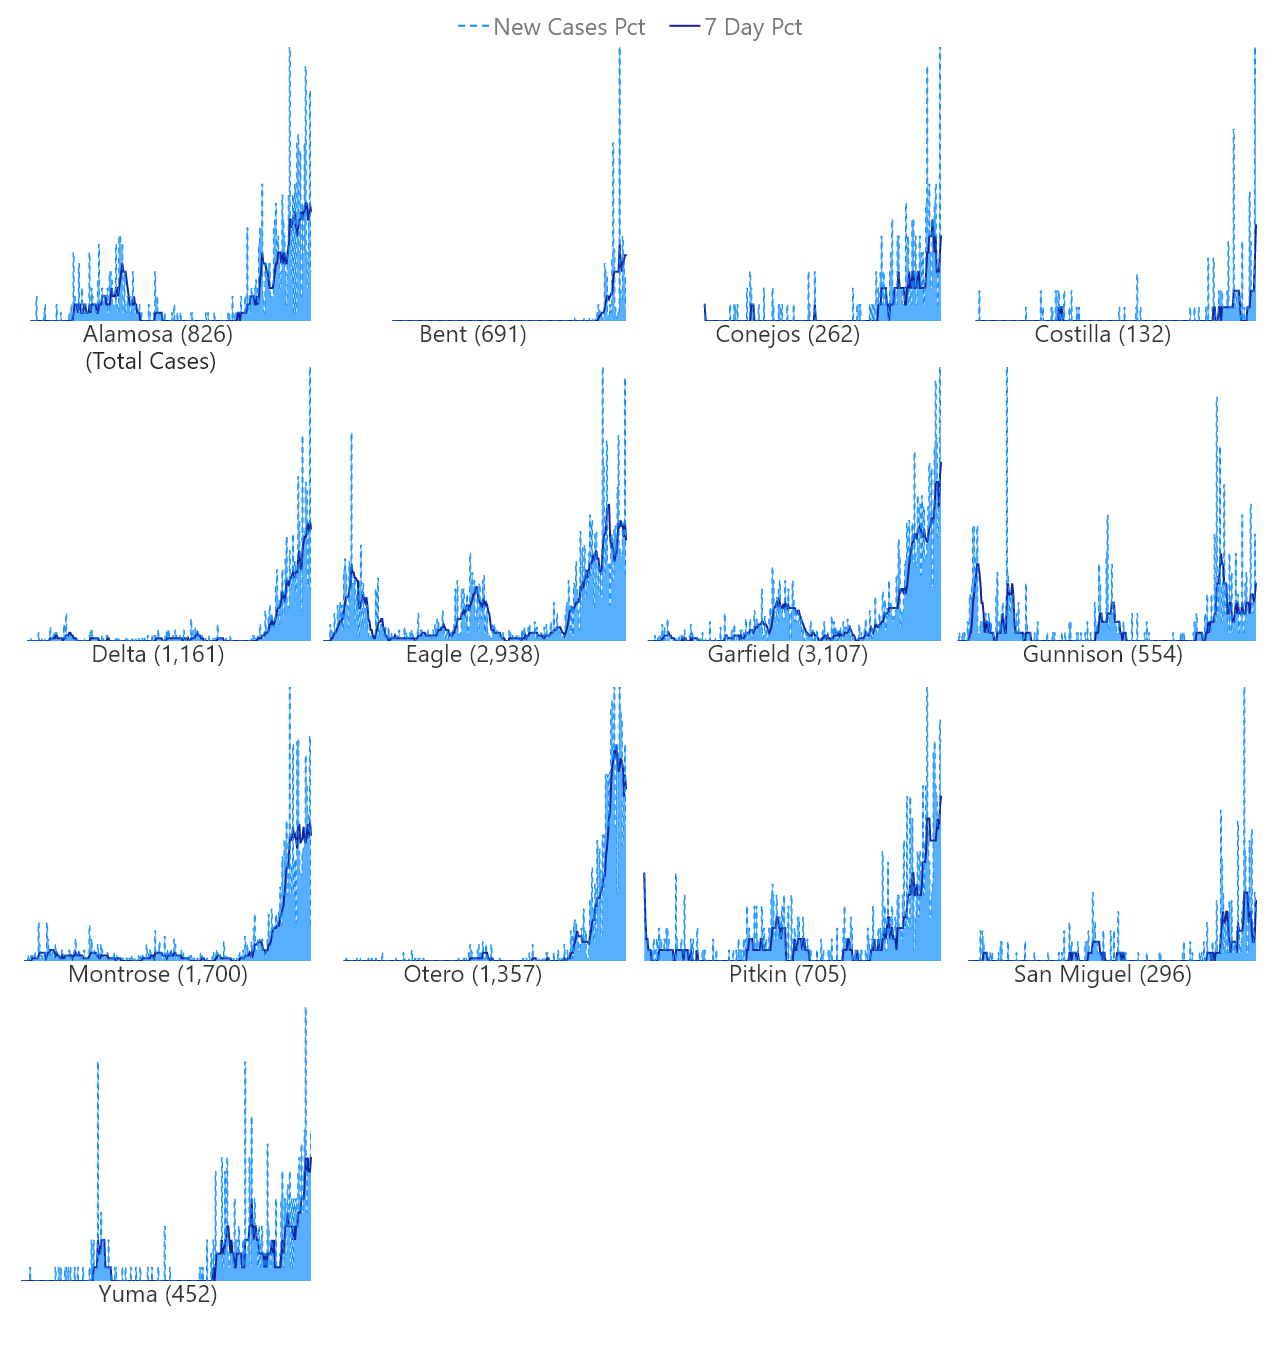 New Cases Pct 7 Day Pct
Alamosa (826) Bent (691) Conejos (262) Costilla (132)
(Total Cases)
Delta (1,161) Eagle (2,938) Garfield (3,107) Gunnison (554)
Montrose (1,700) Otero (1,357) Pitkin (705) San Miguel (296)
Yuma (452)